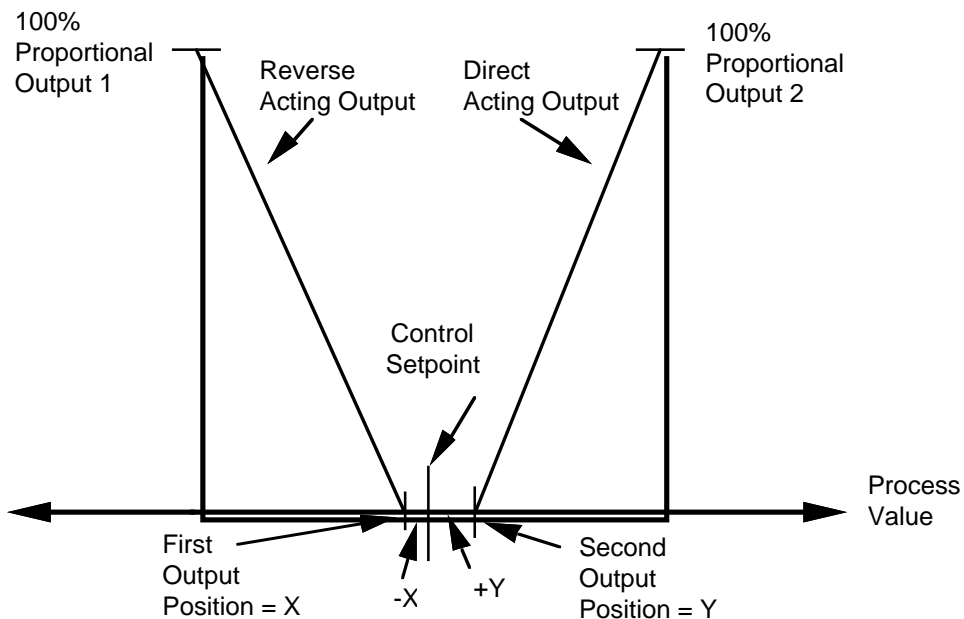 100%
Proportional
Output 1
Reverse
Acting Output
Direct
Acting Output
100%
Proportional
Output 2
Control
Setpoint
Process
Value
First
Output
Position = X
-X
+Y
Second
Output
Position = Y